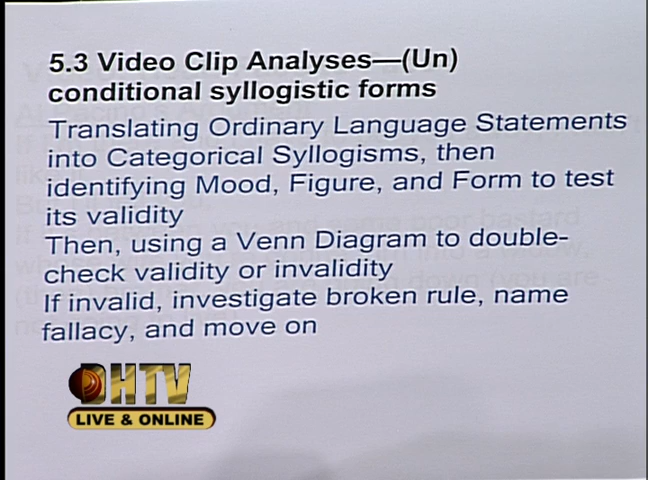 5.3 Video Clip Analyses—(Un)
conditional syllogistic forms
Translating Ordinary Language Statements
into Categorical Syllogisms, then
identifying Mood, Figure, and Form to test
its validity
Then, using a Venn Diagram to double-
check validity or invalidity
If invalid, investigate broken rule, name
fallacy, and move on
DHTV
LIVE & ONLINE